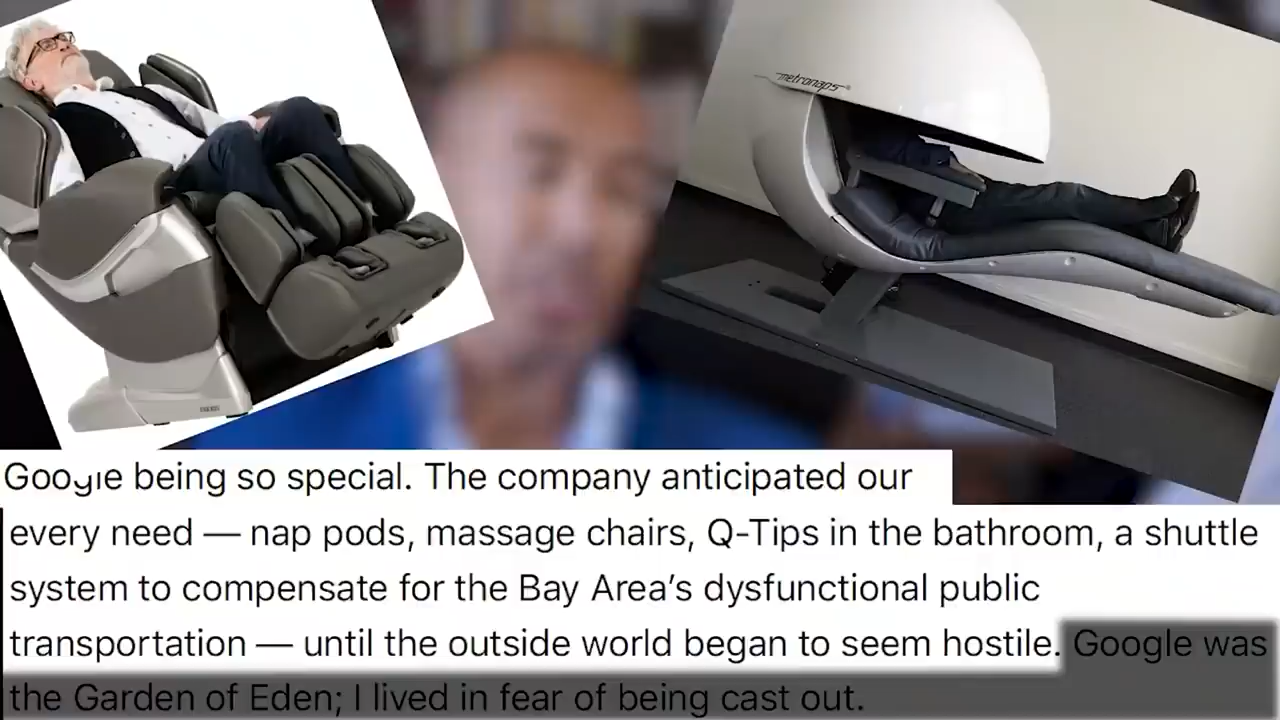 metronaps
Google being so special. The company anticipated our
every need — nap pods, massage chairs, Q-Tips in the bathroom, a shuttle
system to compensate for the Bay Area’s dysfunctional public
transportation — until the outside world began to seem hostile. Google was
the Garden of Eden; I lived in fear of being cast out.